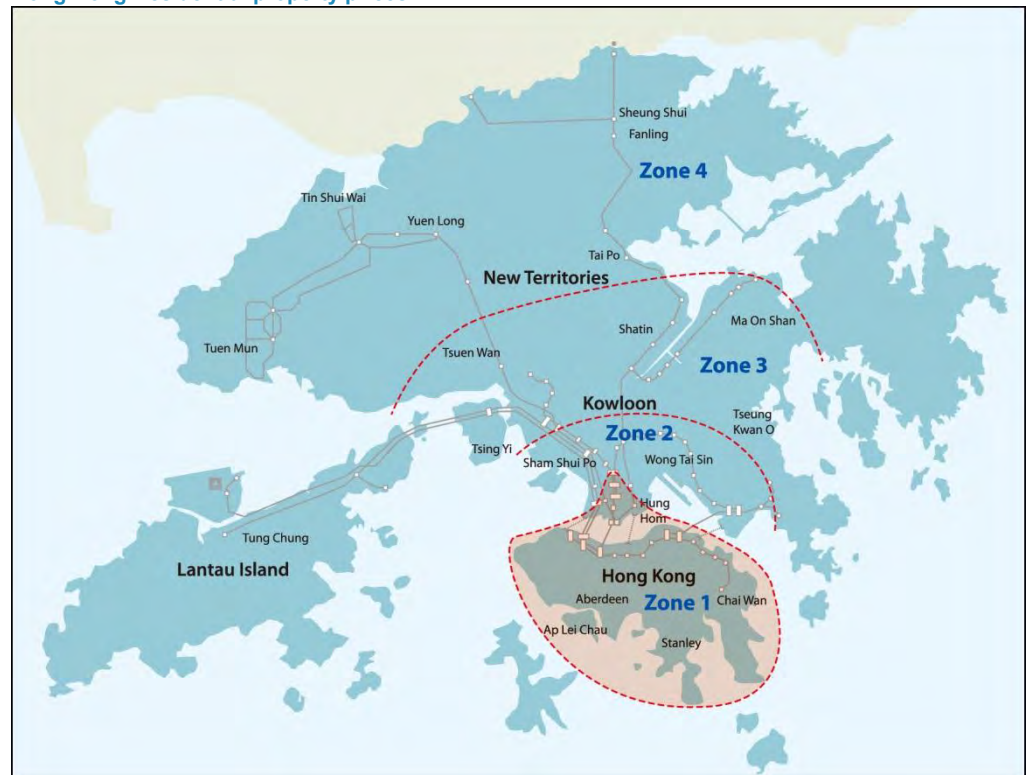 Sheung Shui
Fanling
Zone 4
Tin Shui Wai
Yuen Long
Tai Po
New Territories
Shatin
Ma On Shan
Tuen Mun
Tsuen Wan
Zone 3
Kowloon
Tseung
Kwan O
Zone 2
Tsing Yi
Sham Shui Po
Wong Tai Sin
Hung
Hom
Tung Chung
Lantau Island
Hong Kong
Aberdeen
Zone 1
Chai Wan
Ap Lei Chau
Stanley